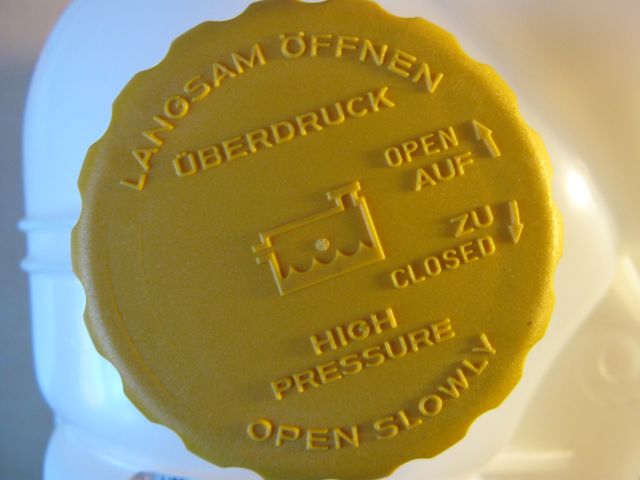 LANGSAM ÖFFNEN
ÜBERDRUCK
OPEN
AUF
ZU
CLOSED
HIGH
PRESSURE
OPEN SLOWLY